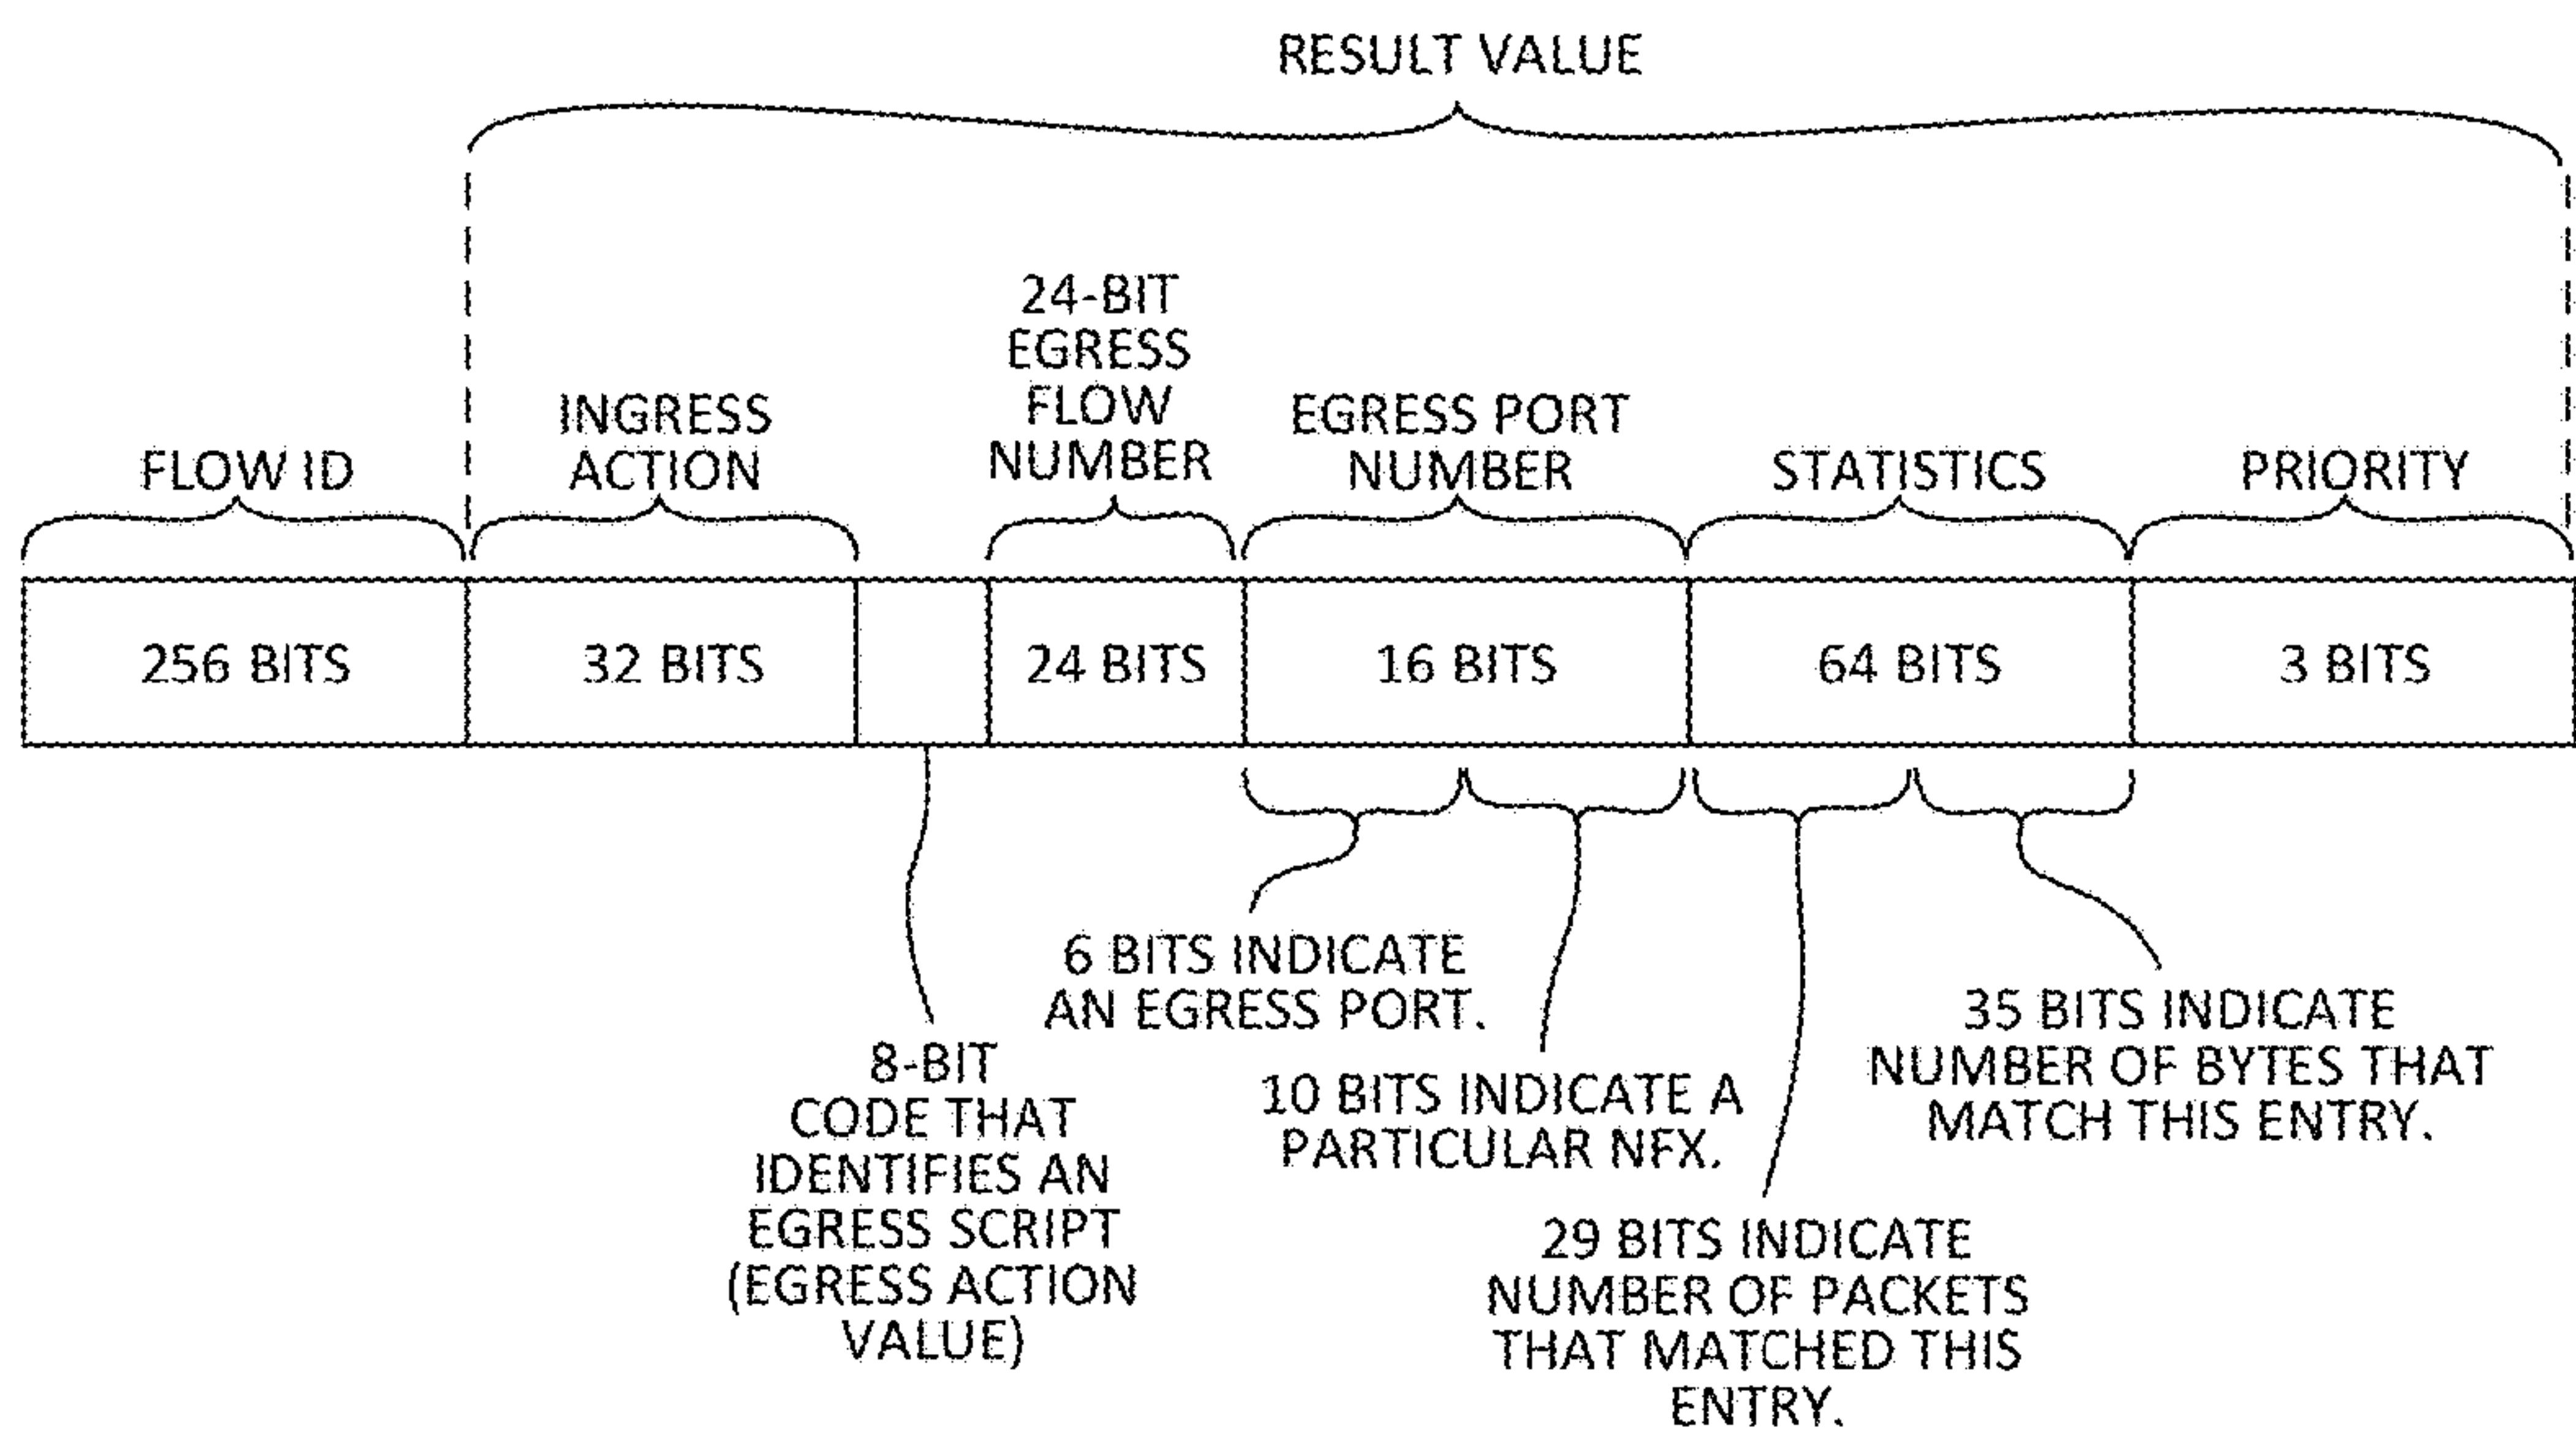 RESULT VALUE
FLOW ID
INGRESS
ACTION
24-BIT
EGRESS
FLOW
NUMBER
EGRESS PORT
NUMBER
STATISTICS
PRIORITY
256 BITS
32 BITS
24 BITS
16 BITS
64 BITS
3 BITS
8-BIT
CODE THAT
IDENTIFIES AN
EGRESS SCRIPT
(EGRESS ACTION
VALUE)
6 BITS INDICATE
AN EGRESS PORT.
10 BITS INDICATE A
PARTICULAR NFX.
29 BITS INDICATE
NUMBER OF PACKETS
THAT MATCHED THIS
ENTRY.
35 BITS INDICATE
NUMBER OF BYTES THAT
MATCH THIS ENTRY.